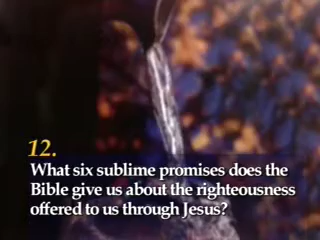 12.
What six sublime promises does the
Bible give us about the righteousness
offered to us through Jesus?